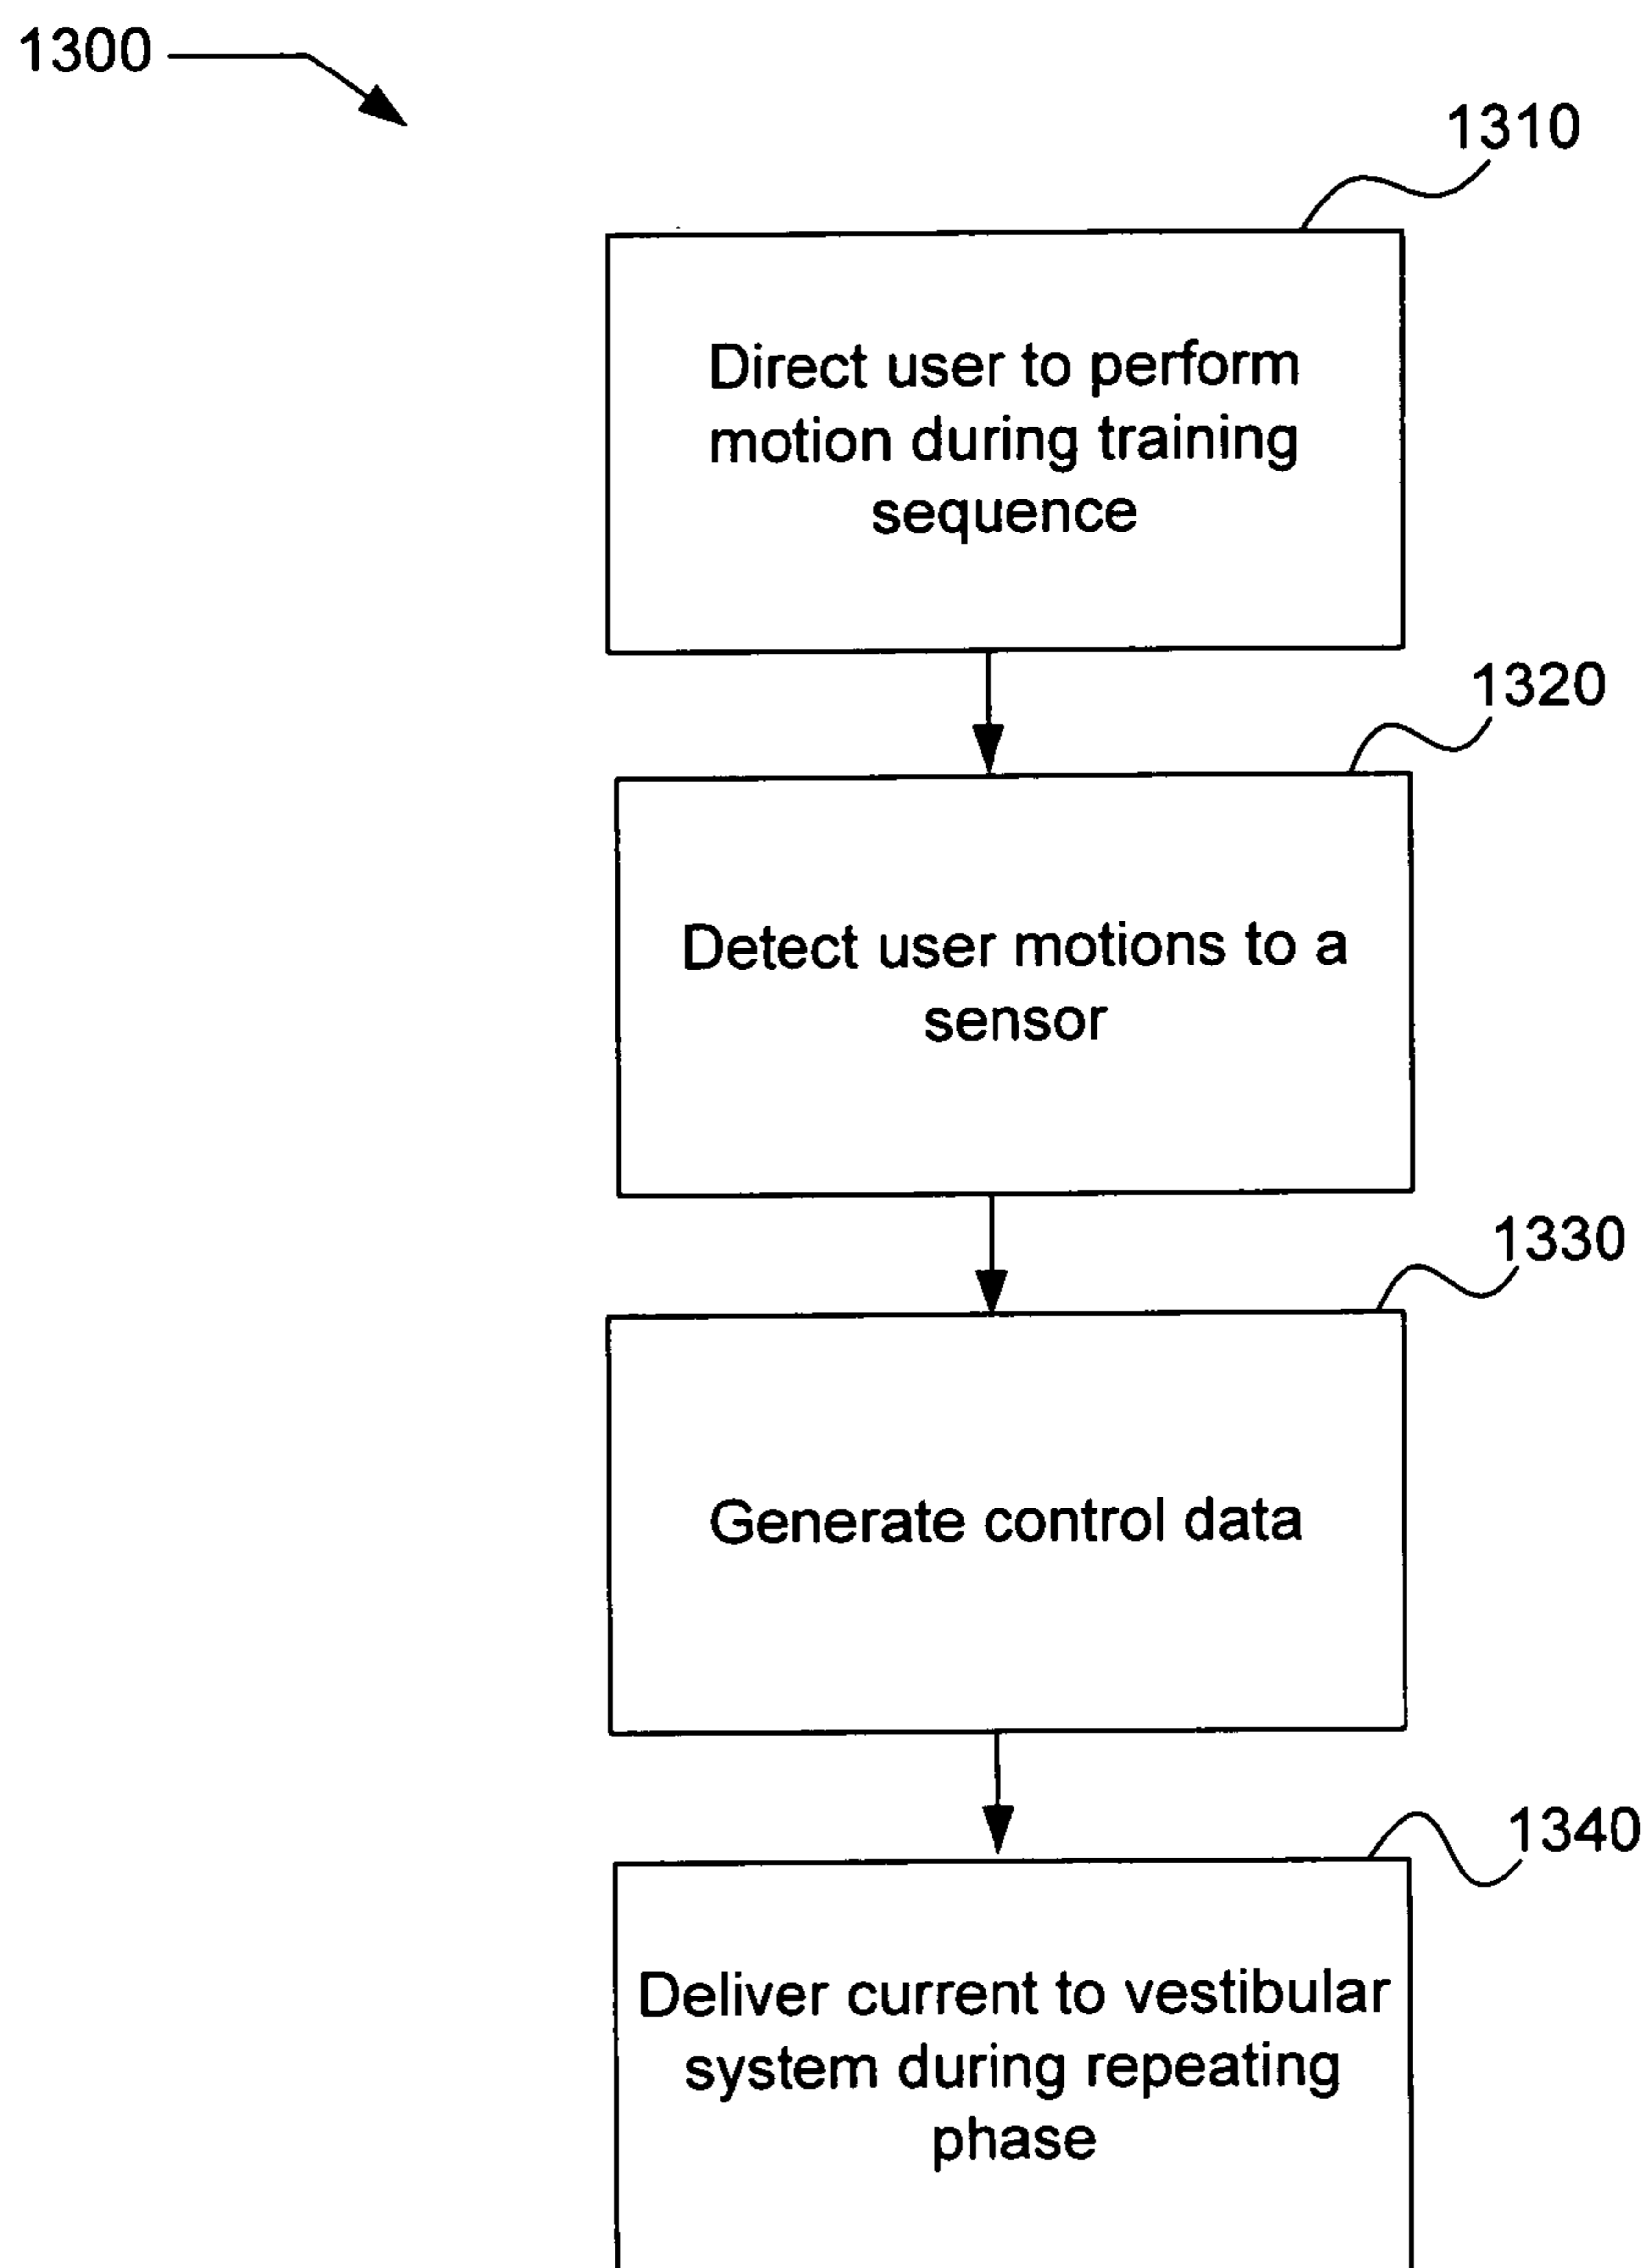 1300
1310
Direct user to perform
motion during training
sequence
1320
Detect user motions to a
sensor
1330
Generate control data
1340
Deliver current to vestibular
system during repeating
phase